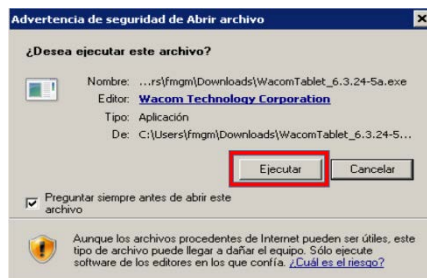 Advertencia de seguridad de Abrir archivo
¿Desea ejecutar este archivo?
Nombre: ...rs\fmgm\Downloads\WacomTablet_6.3.24-5a.exe
Editor: Wacom Technology Corporation
Tipo: Aplicación
De: C:\Users\fmgm\Downloads\WacomTablet_6.3.24-5...
Ejecutar Cancelar
Preguntar siempre antes de abrir este
archivo
Aunque los archivos procedentes de Internet pueden ser útiles, este
tipo de archivo puede llegar a dañar el equipo. Sólo ejecute
software de los editores en los que confía. ¿Cuál es el riesgo?